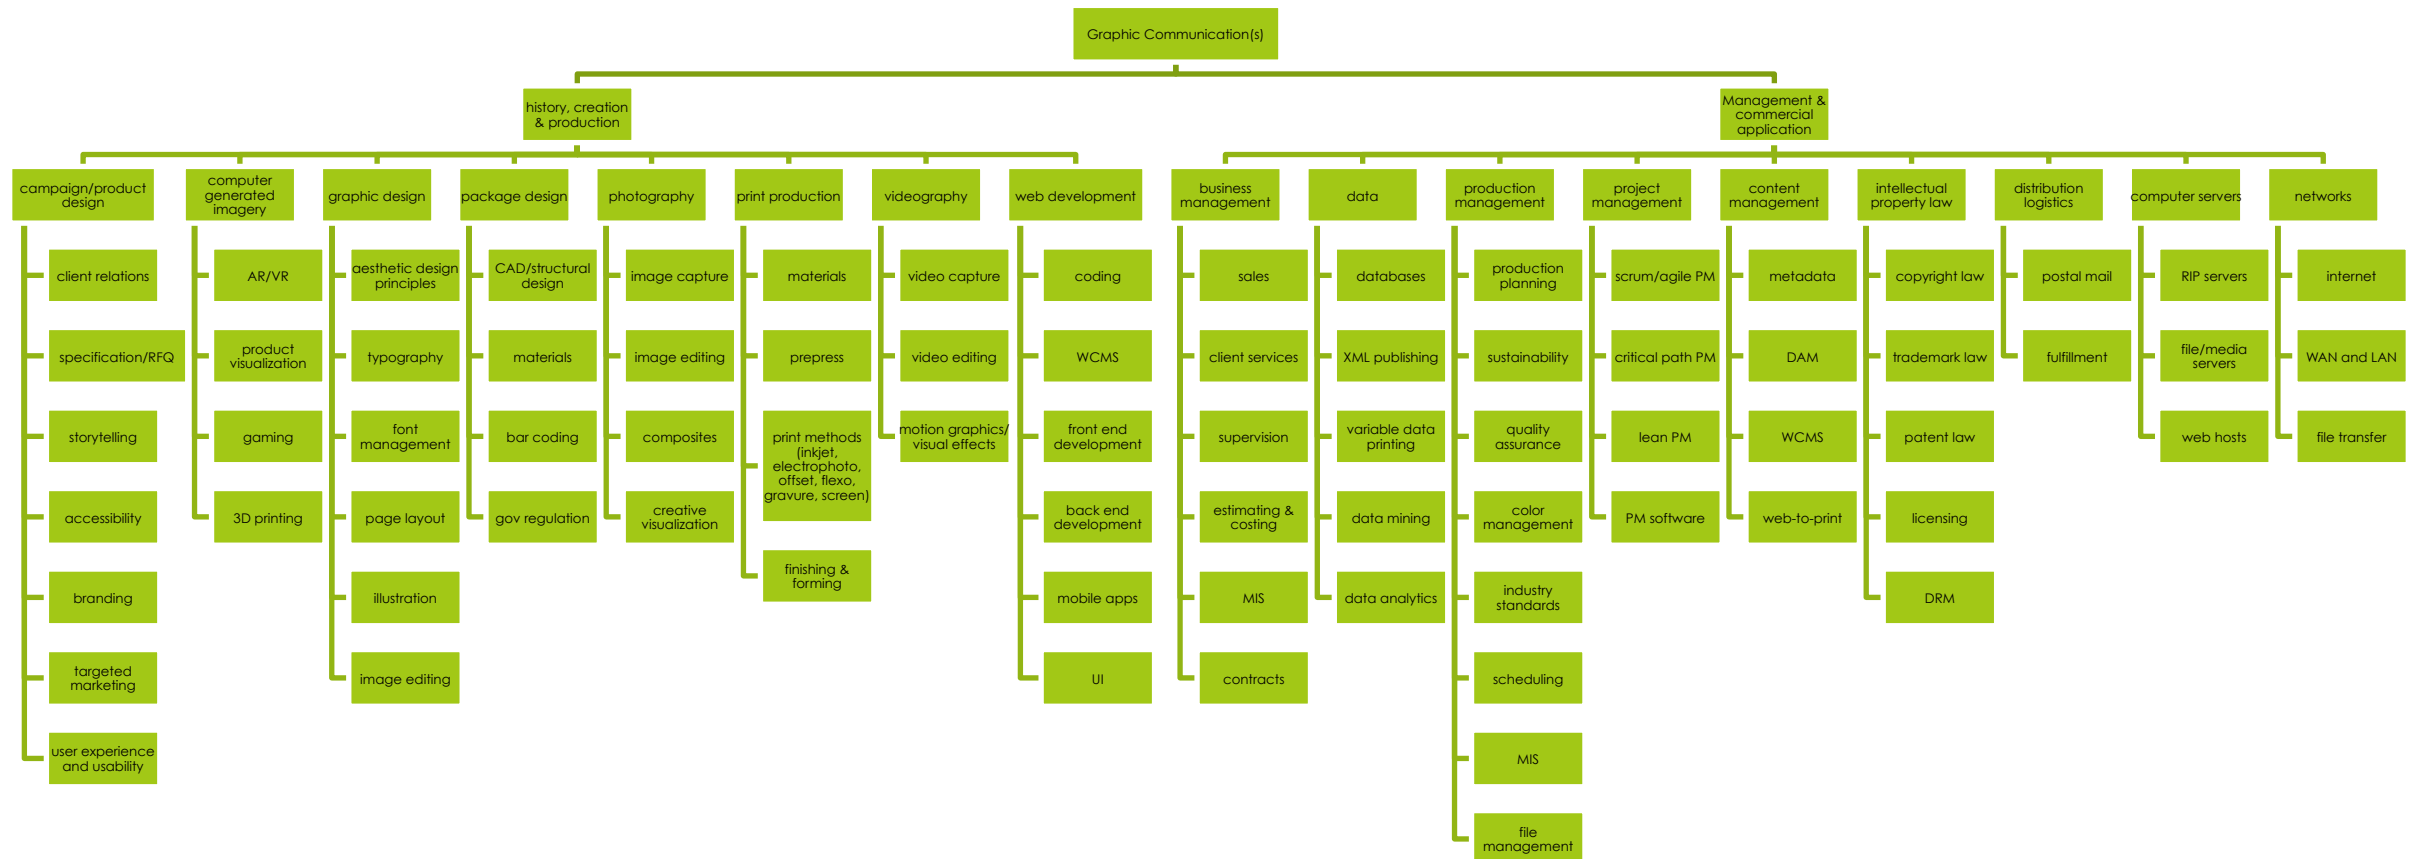 Graphic Communication(s)
history, creation
& production
Management &
commercial
application
campaign/product
design
computer
generated
imagery
graphic design
package design
photography
print production
videography
web development
business
management
data
production
management
project
management
content
management
intellectual
property law
distribution
logistics
computer servers
networks
client relations
specification/RFQ
storytelling
accessibility
branding
targeted
marketing
user experience
and usability
AR/VR
product
visualization
gaming
3D printing
aesthetic design
principles
typography
font
management
page layout
illustration
image editing
CAD/structural
design
materials
bar coding
gov regulation
image capture
image editing
composites
creative
visualization
materials
prepress
print methods
(inkjet,
electrophoto,
offset, flexo,
gravure, screen)
finishing &
forming
video capture
video editing
motion graphics/
visual effects
coding
WCMS
front end
development
back end
development
mobile apps
UI
sales
client services
supervision
estimating &
costing
MIS
contracts
databases
XML publishing
variable data
printing
data mining
data analytics
production
planning
sustainability
quality
assurance
color
management
industry
standards
scheduling
MIS
file
management
scrum/agile PM
critical path PM
lean PM
PM software
metadata
DAM
WCMS
web-to-print
copyright law
trademark law
patent law
licensing
DRM
postal mail
fulfillment
RIP servers
file/media
servers
web hosts
internet
WAN and LAN
file transfer